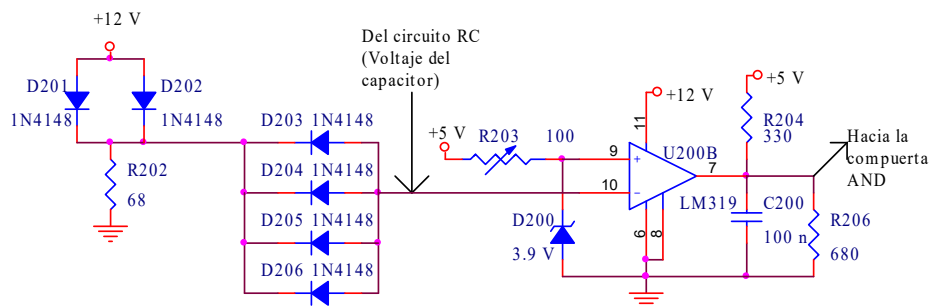 +12 V
D201
1N4148
D202
1N4148
R202
68
D203 1N4148
D204 1N4148
D205 1N4148
D206 1N4148
Del circuito RC
(Voltaje del
capacitor)
+5 V
R203
100
D200
3.9 V
9
+
10
−
11
+12 V
U200B
7
LM319
6
8
+5 V
R204
330
C200
100 n
R206
680
Hacia la
compuerta
AND